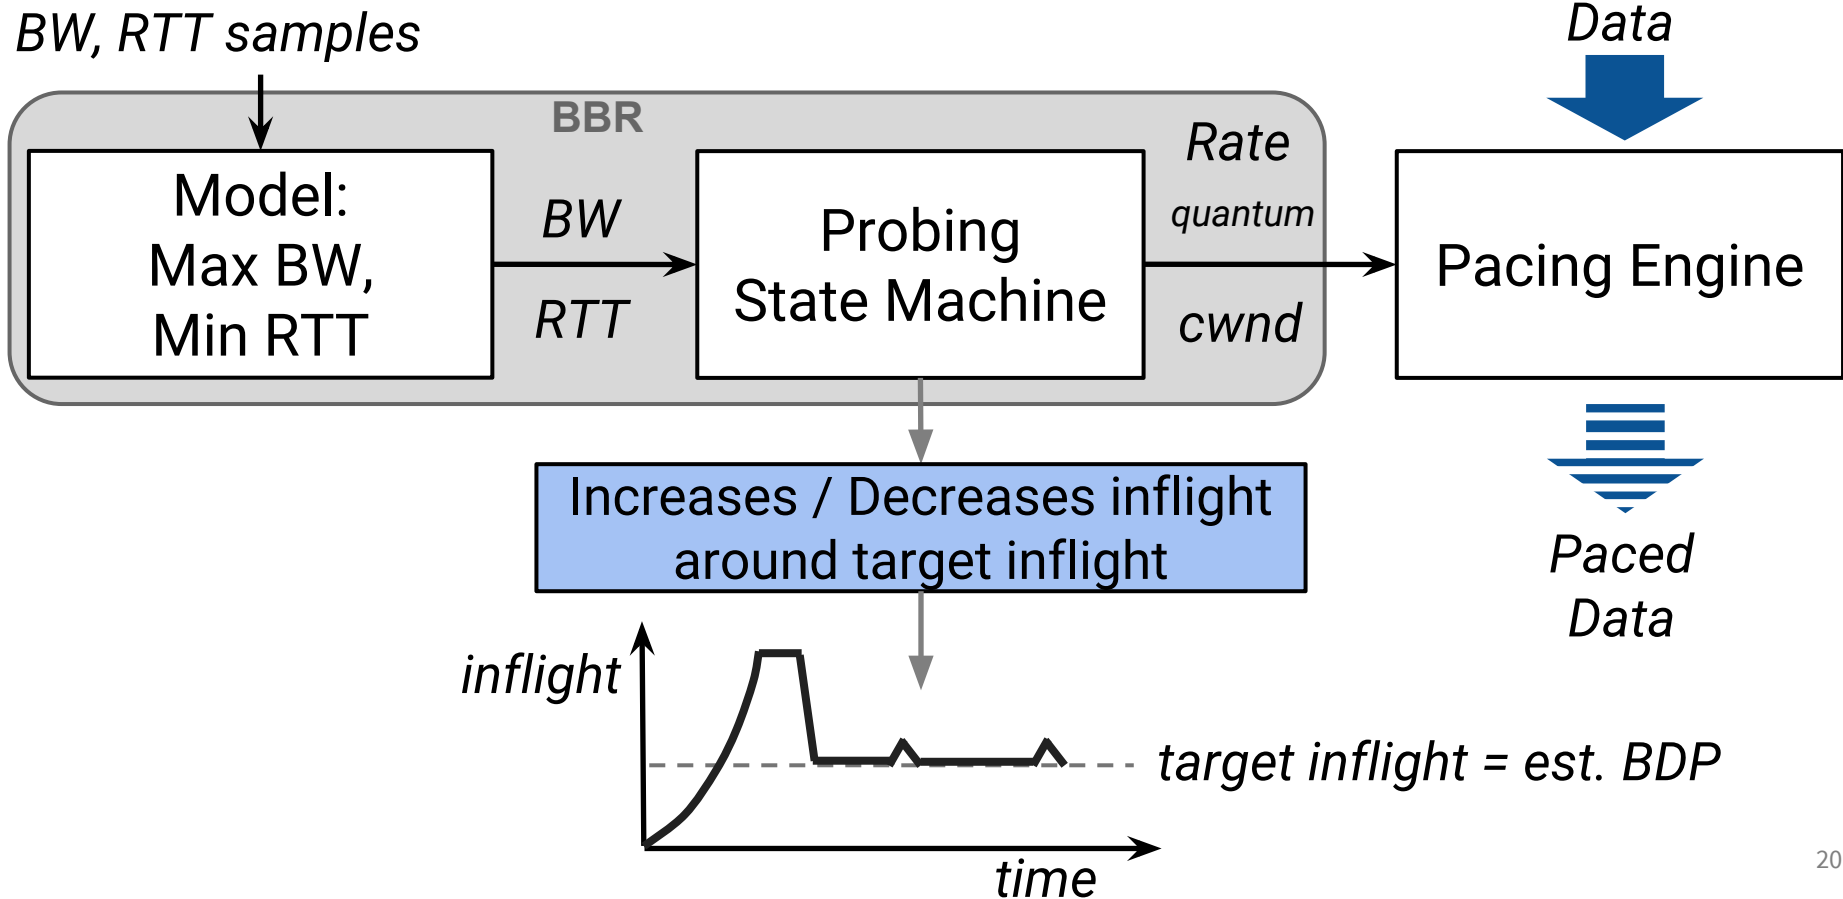 BW, RTT samples
Data
BBR
Model:
Max BW,
Min RTT
BW
RTT
Probing
State Machine
Rate
quantum
cwnd
Pacing Engine
Increases / Decreases inflight
around target inflight
Paced
Data
inflight
target inflight = est. BDP
time
20